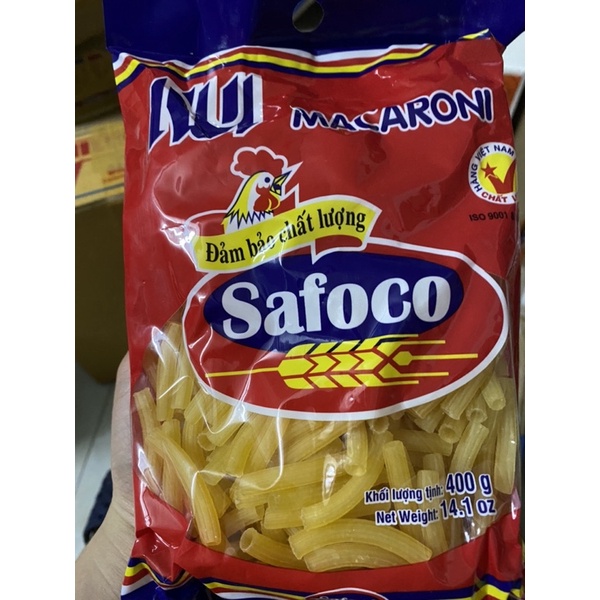 NUI MACARONI
HÀNG VIỆT NAM
CHẤT
ISO 9001
Đảm bảo chất lượng
Safoco
Khối lượng tịnh: 400 g
Net Weight: 14.1 oz